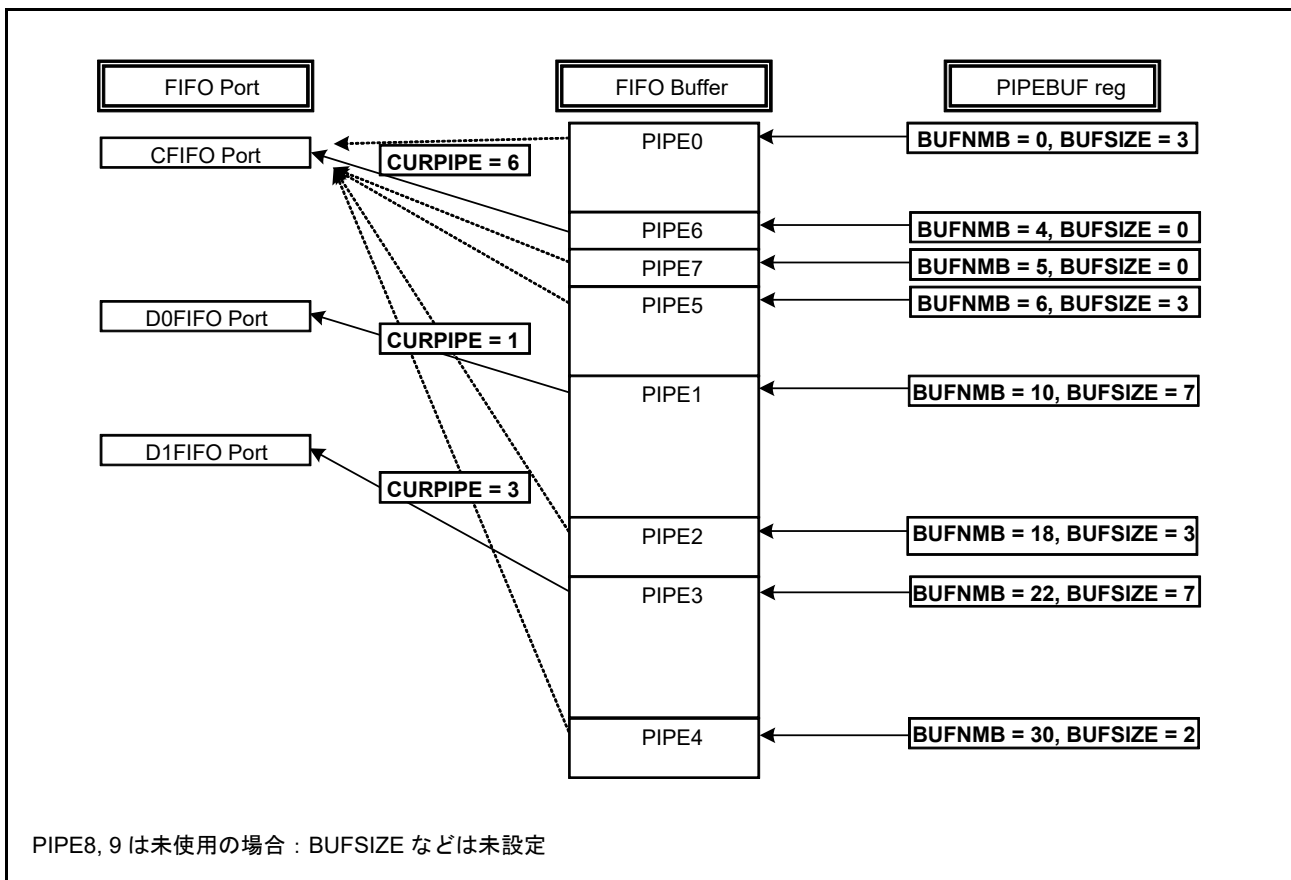 FIFO Port
FIFO Buffer
PIPEBUF reg
CFIFO Port
CURPIPE = 6
PIPE0
BUFNMB = 0, BUFSIZE = 3
PIPE6
BUFNMB = 4, BUFSIZE = 0
PIPE7
BUFNMB = 5, BUFSIZE = 0
PIPE5
BUFNMB = 6, BUFSIZE = 3
D0FIFO Port
CURPIPE = 1
PIPE1
BUFNMB = 10, BUFSIZE = 7
D1FIFO Port
CURPIPE = 3
PIPE2
BUFNMB = 18, BUFSIZE = 3
PIPE3
BUFNMB = 22, BUFSIZE = 7
PIPE4
BUFNMB = 30, BUFSIZE = 2
PIPE8, 9 は未使用の場合：BUFSIZE などは未設定